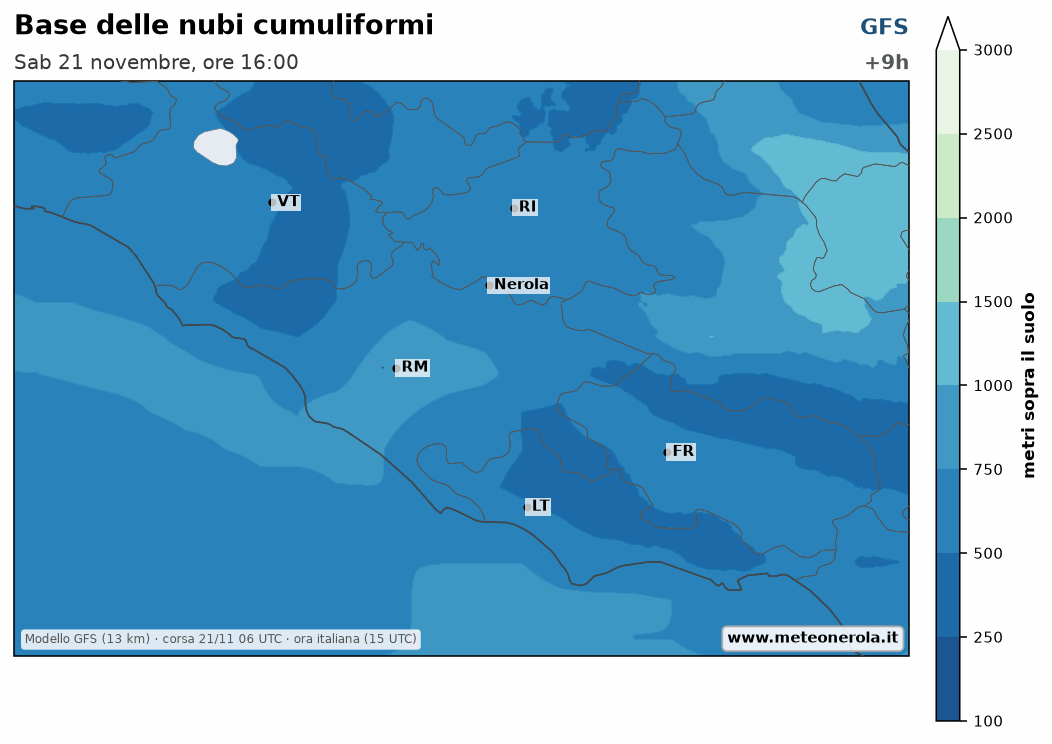 Base delle nubi cumuliformi
GFS
Sab 21 novembre, ore 16:00
+9h
3000
2500
2000
1500
1000
750
500
250
100
metri sopra il suolo
VT
RI
Nerola
RM
FR
LT
Modello GFS (13 km) · corsa 21/11 06 UTC · ora italiana (15 UTC)
www.meteonerola.it